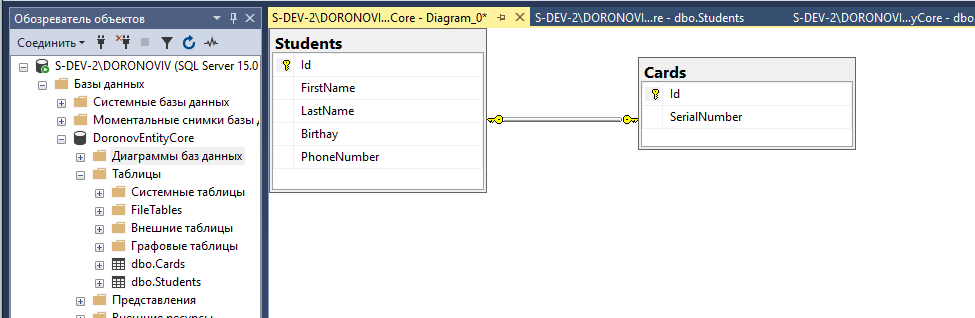 Обозреватель объектов
S-DEV-2\DORONOVI...Core - Diagram_0*
S-DEV-2\DORONOVI...re - dbo.Students
S-DEV-2\DORONOVI...yCore - dbo
Соединить
S-DEV-2\DORONOVIV (SQL Server 15.0
Базы данных
Системные базы данных
Моментальные снимки базы
DoronovEntityCore
Диаграммы баз данных
Таблицы
Системные таблицы
FileTables
Внешние таблицы
Графовые таблицы
dbo.Cards
dbo.Students
Представления
Внешние ресурсы
Students
Id
FirstName
LastName
Birthay
PhoneNumber
Cards
Id
SerialNumber